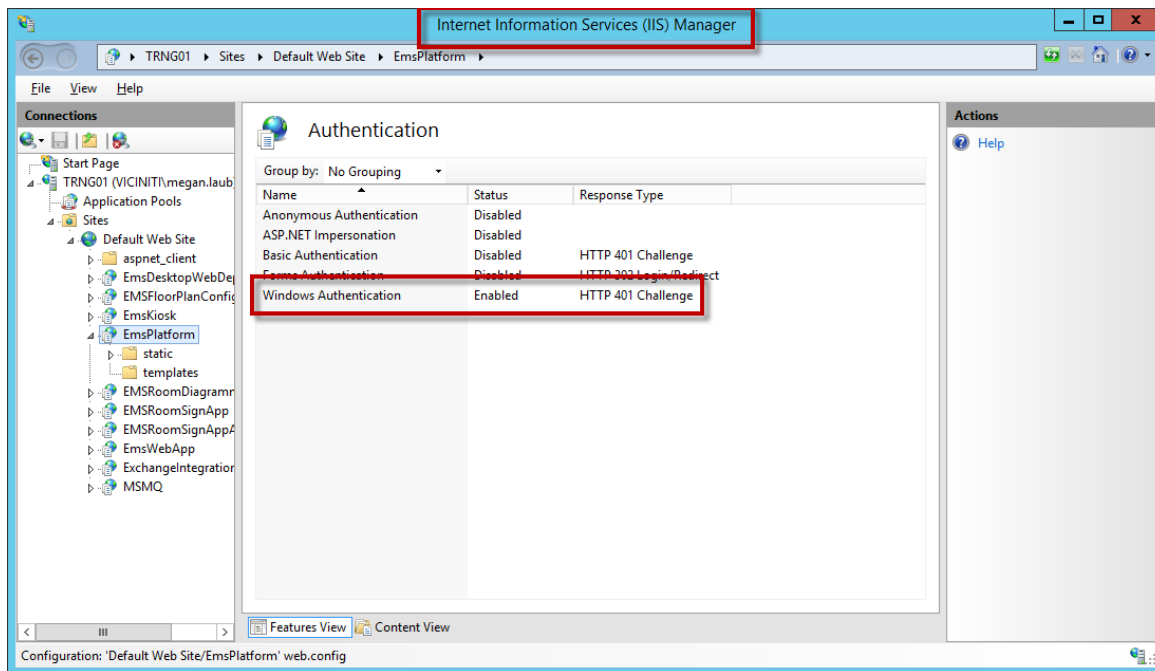 Internet Information Services (IIS) Manager
TRNG01 Sites Default Web Site EmsPlatform
File View Help
Connections
Start Page
TRNG01 (VICINITI\megan.laub
Application Pools
Sites
Default Web Site
aspnet_client
EmsDesktopWebDep
EMSFloorPlanConfig
EmsKiosk
EmsPlatform
static
templates
EMSRoomDiagramm
EMSRoomSignApp
EMSRoomSignAppA
EmsWebApp
ExchangeIntegration
MSMQ
Authentication
Group by: No Grouping
Name Status Response Type
Anonymous Authentication Disabled
ASP.NET Impersonation Disabled
Basic Authentication Disabled HTTP 401 Challenge
Forms Authentication Disabled HTTP 302 Login/Redirect
Windows Authentication Enabled HTTP 401 Challenge
Features View Content View
Actions
Help
Configuration: 'Default Web Site/EmsPlatform' web.config